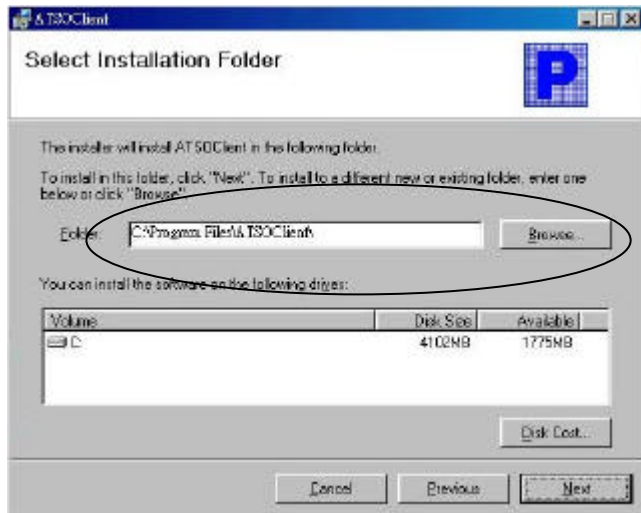 ATSOClient
Select Installation Folder
P
The installer will install ATSOClient in the following folder.
To install in this folder, click "Next". To install to a different new or existing folder, enter one
below or click "Browse".
Folder:
C:\Program Files\ATSOClient\
Browse...
You can install the software on the following drives:
Volume Disk Size Available
C: 4102MB 1775MB
Disk Cost...
Cancel Previous Next